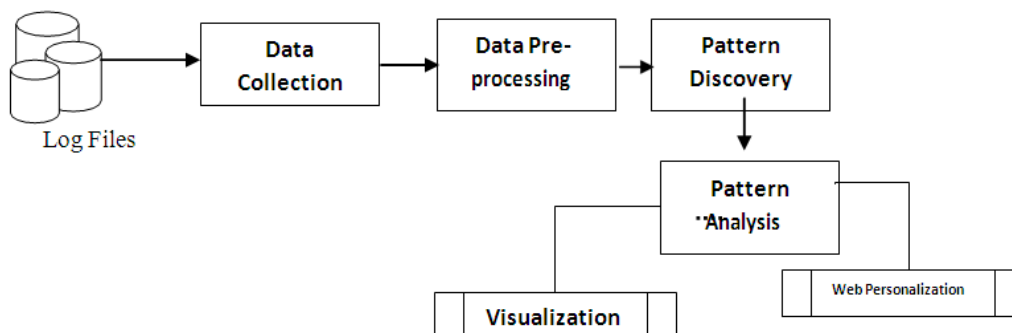 Data
Collection
Data Pre-
processing
Pattern
Discovery
Log Files
Pattern
Analysis
Web Personalization
Visualization